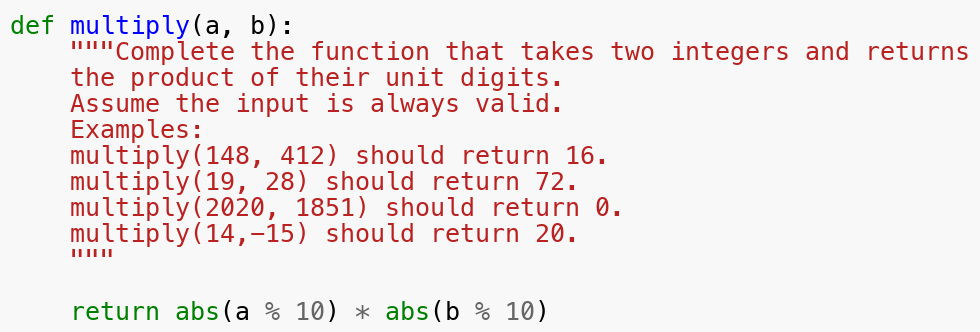 def multiply(a, b):
    """Complete the function that takes two integers and returns
    the product of their unit digits.
    Assume the input is always valid.
    Examples:
    multiply(148, 412) should return 16.
    multiply(19, 28) should return 72.
    multiply(2020, 1851) should return 0.
    multiply(14,−15) should return 20.
    """
    return abs(a % 10) * abs(b % 10)